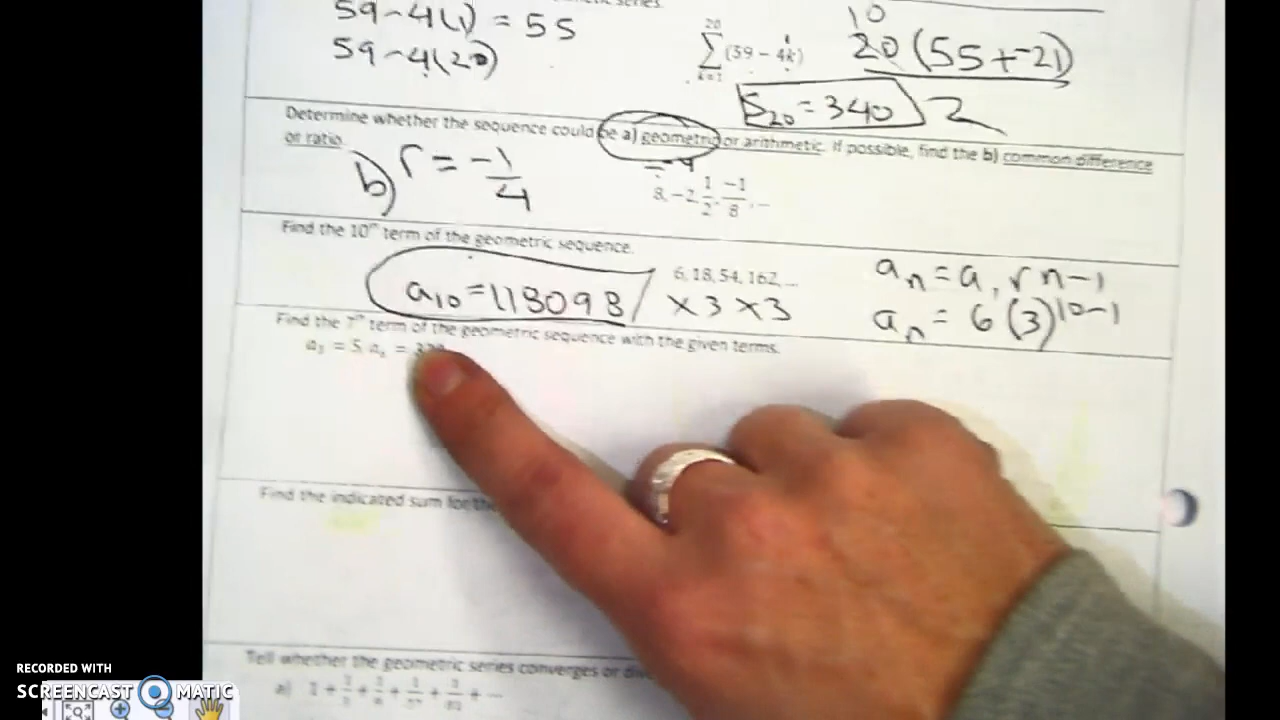 59-4(1) = 55
59-4(20)
20
∑ (59 - 4k)
k=1
10
20(55+-21)
2
S20 = 340
Determine whether the sequence could be a) geometric or arithmetic. If possible, find the b) common difference
or ratio.
b) r = -1/4
÷-4
8, -2, 1/2, -1/8, ...
Find the 10th term of the geometric sequence.
6, 18, 54, 162, ...
×3 ×3
a10 = 118098
an = a1 r n-1
an = 6(3)10-1
Find the 7th term of the geometric sequence with the given terms.
= 5,
Find the indicated sum for the
Tell whether the geometric series converges or
a) 1 +
RECORDED WITH
SCREENCAST MATIC